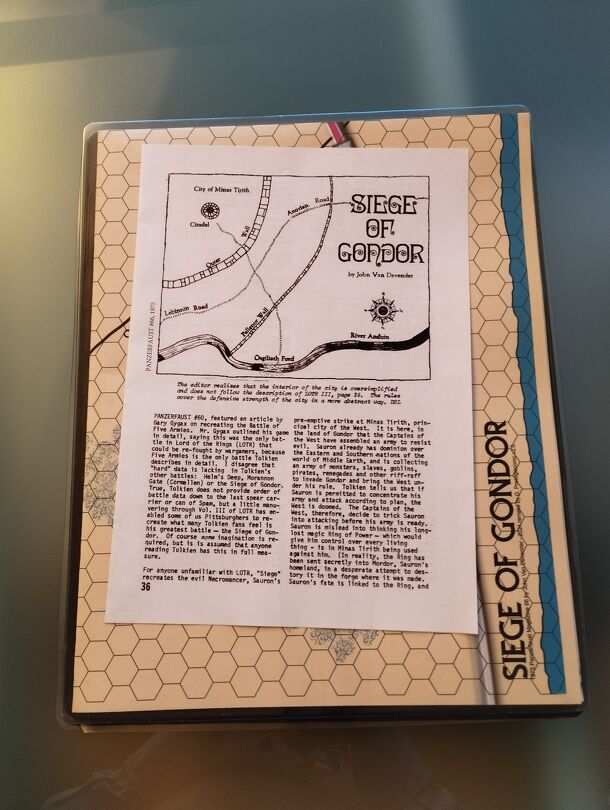 City of Minas Tirith
Citadel
Outer Wall
Anorian Road
SIEGE
OF
GONDOR
by John Van Devender
Lebinnin Road
Pellenor Wall
Osgiliath Ford
River Anduin
PANZERFAUST #66, 1975
The editor realises that the interior of the city is oversimplified
and does not follow the description of LOTR III, page 25. The rules
cover the defensive strength of the city in a more abstract way. DSL
PANZERFAUST #60, featured an article by
Gary Gygax on recreating the Battle of
Five Armies. Mr. Gygax outlined his game
in detail, saying this was the only bat-
tle in Lord of the Rings (LOTR) that
could be re-fought by wargamers, because
Five Armies is the only battle Tolkien
describes in detail. I disagree that
"hard" data is lacking in Tolkien's
other battles: Helm's Deep, Morannon
Gate (Cormellen) or the Siege of Gondor.
True, Tolkien does not provide order of
battle data down to the last spear car-
rier or can of Spam, but a little manu-
vering through Vol. III of LOTR has en-
abled some of us Pittsburghers to re-
create what many Tolkien fans feel is
his greatest battle — the Siege of Gon-
dor. Of course some imagination is re-
quired, but is is assumed that anyone
reading Tolkien has this in full mea-
sure.
For anyone unfamiliar with LOTR, "Siege"
recreates the evil Necromancer, Sauron's
36
pre-emptive strike at Minas Tirith, prin-
cipal city of the West. It is here, in
the land of Gondor that the Captains of
the West have assembled an army to resist
evil. Sauron already has dominion over
the Eastern and Southern nations of the
world of Middle Earth, and is collecting
an army of monsters, slaves, goblins,
pirates, renegades and other riff-raff
to invade Gondor and bring the West un-
der his rule. Tolkien tells us that if
Sauron is permitted to concentrate his
army and attack according to plan, the
West is doomed. The Captains of the
West, therefore, decide to trick Sauron
into attacking before his army is ready.
Sauron is mislead into thinking his long-
lost magic Ring of Power — which would
give him control over every living
thing - is in Minas Tirith being used
against him. (In reality, the Ring has
been sent secretly into Mordor, Sauron's
homeland, in a desperate attempt to des-
tory it in the forge where it was made.
Sauron's fate is linked to the Ring, and
SIEGE OF GONDOR
1975 Panzerfaust Magazine 66 by John Van Devender